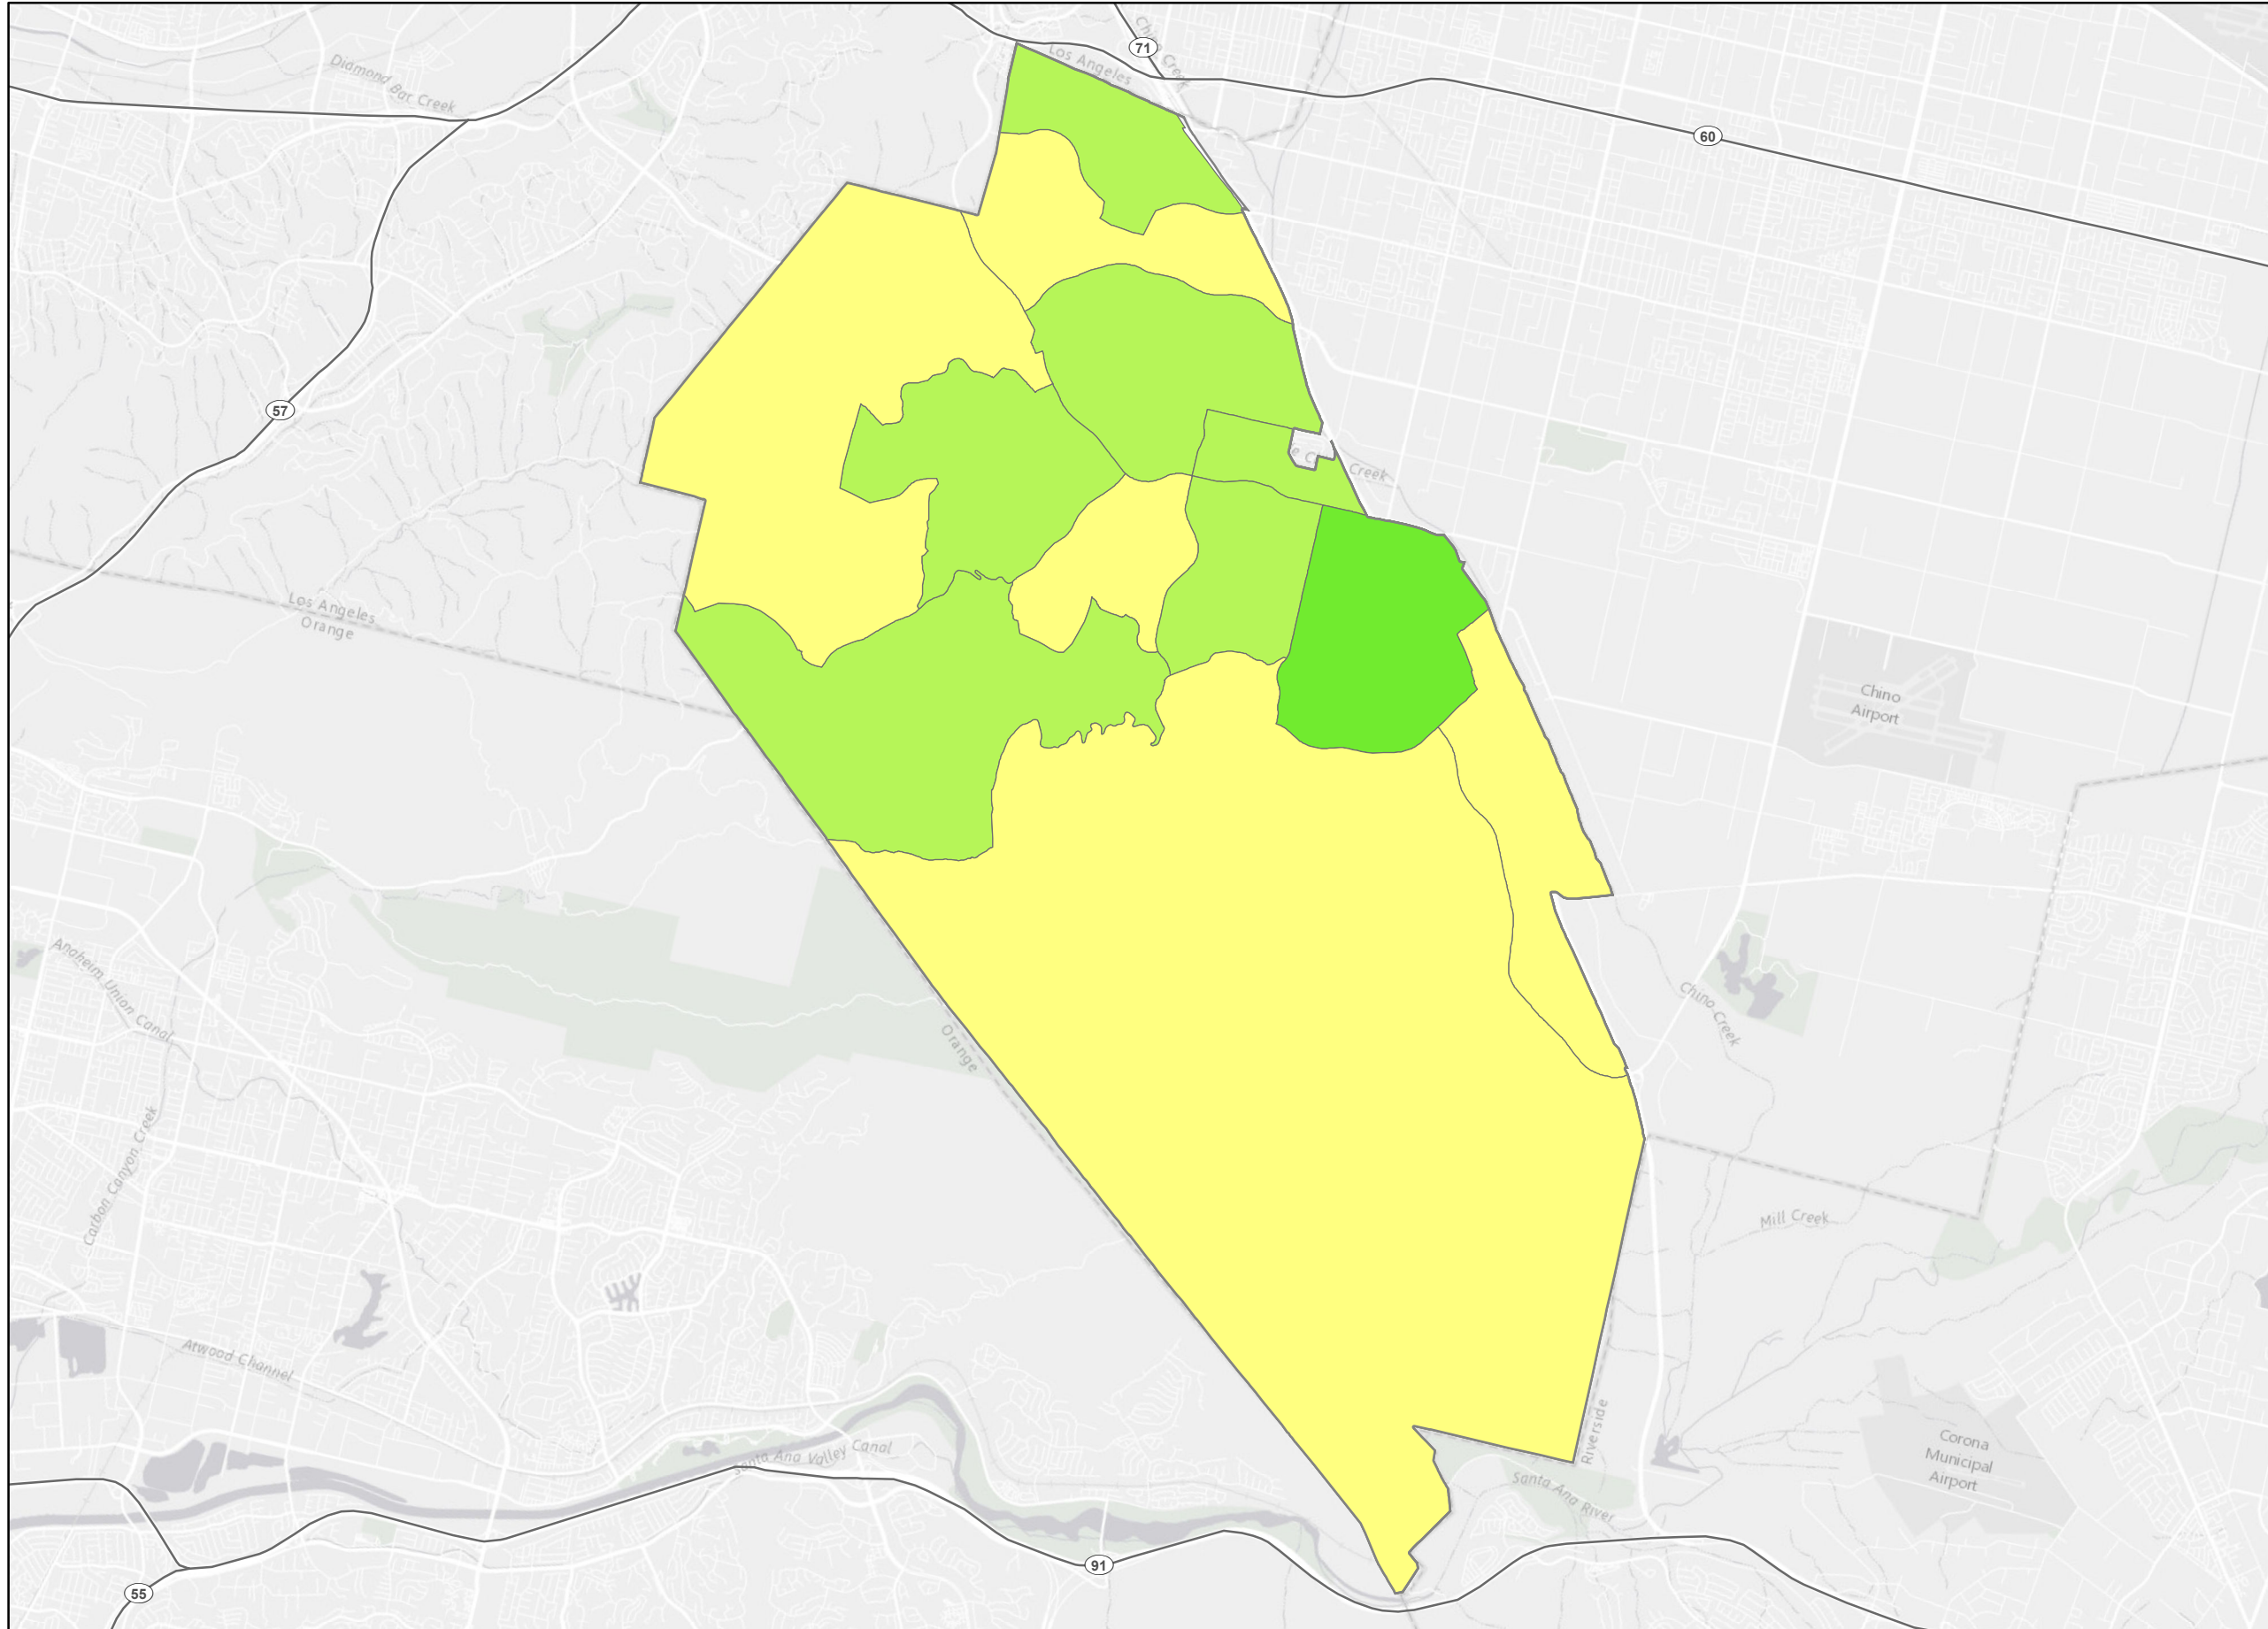 71
Chino
Creek
Los Angeles
Diamond Bar Creek
60
57
Creek
Los Angeles
Orange
Chino
Airport
Anaheim Union Canal
Chino Creek
Orange
Carbon Canyon Creek
Mill Creek
Atwood Channel
Riverside
Corona
Municipal
Airport
Santa Ana Valley Canal
Santa Ana River
91
55